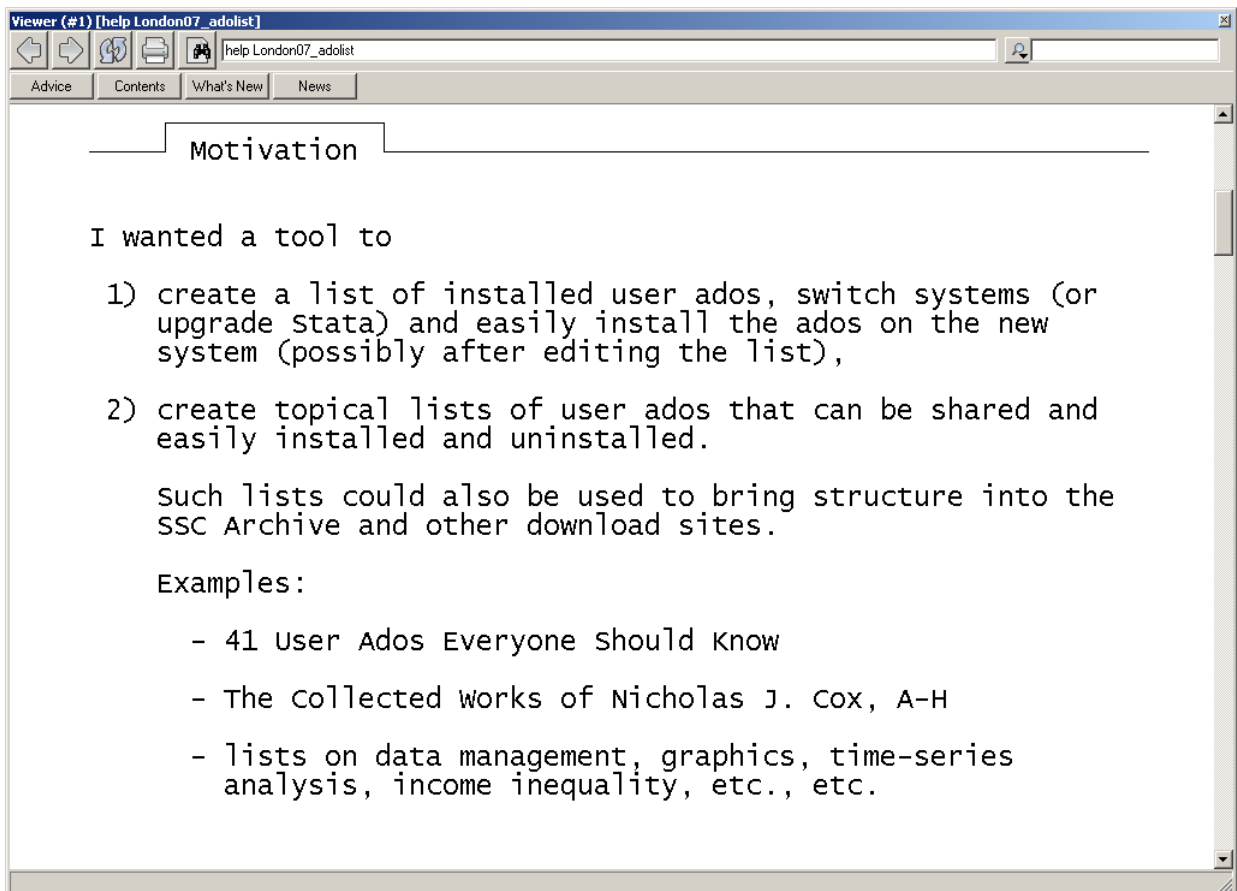 Viewer (#1) [help London07_adolist]
help London07_adolist
Advice Contents What's New News
Motivation
I wanted a tool to
1) create a list of installed user ados, switch systems (or
upgrade Stata) and easily install the ados on the new
system (possibly after editing the list),
2) create topical lists of user ados that can be shared and
easily installed and uninstalled.
Such lists could also be used to bring structure into the
SSC Archive and other download sites.
Examples:
- 41 User Ados Everyone Should Know
- The Collected Works of Nicholas J. Cox, A-H
- lists on data management, graphics, time-series
analysis, income inequality, etc., etc.